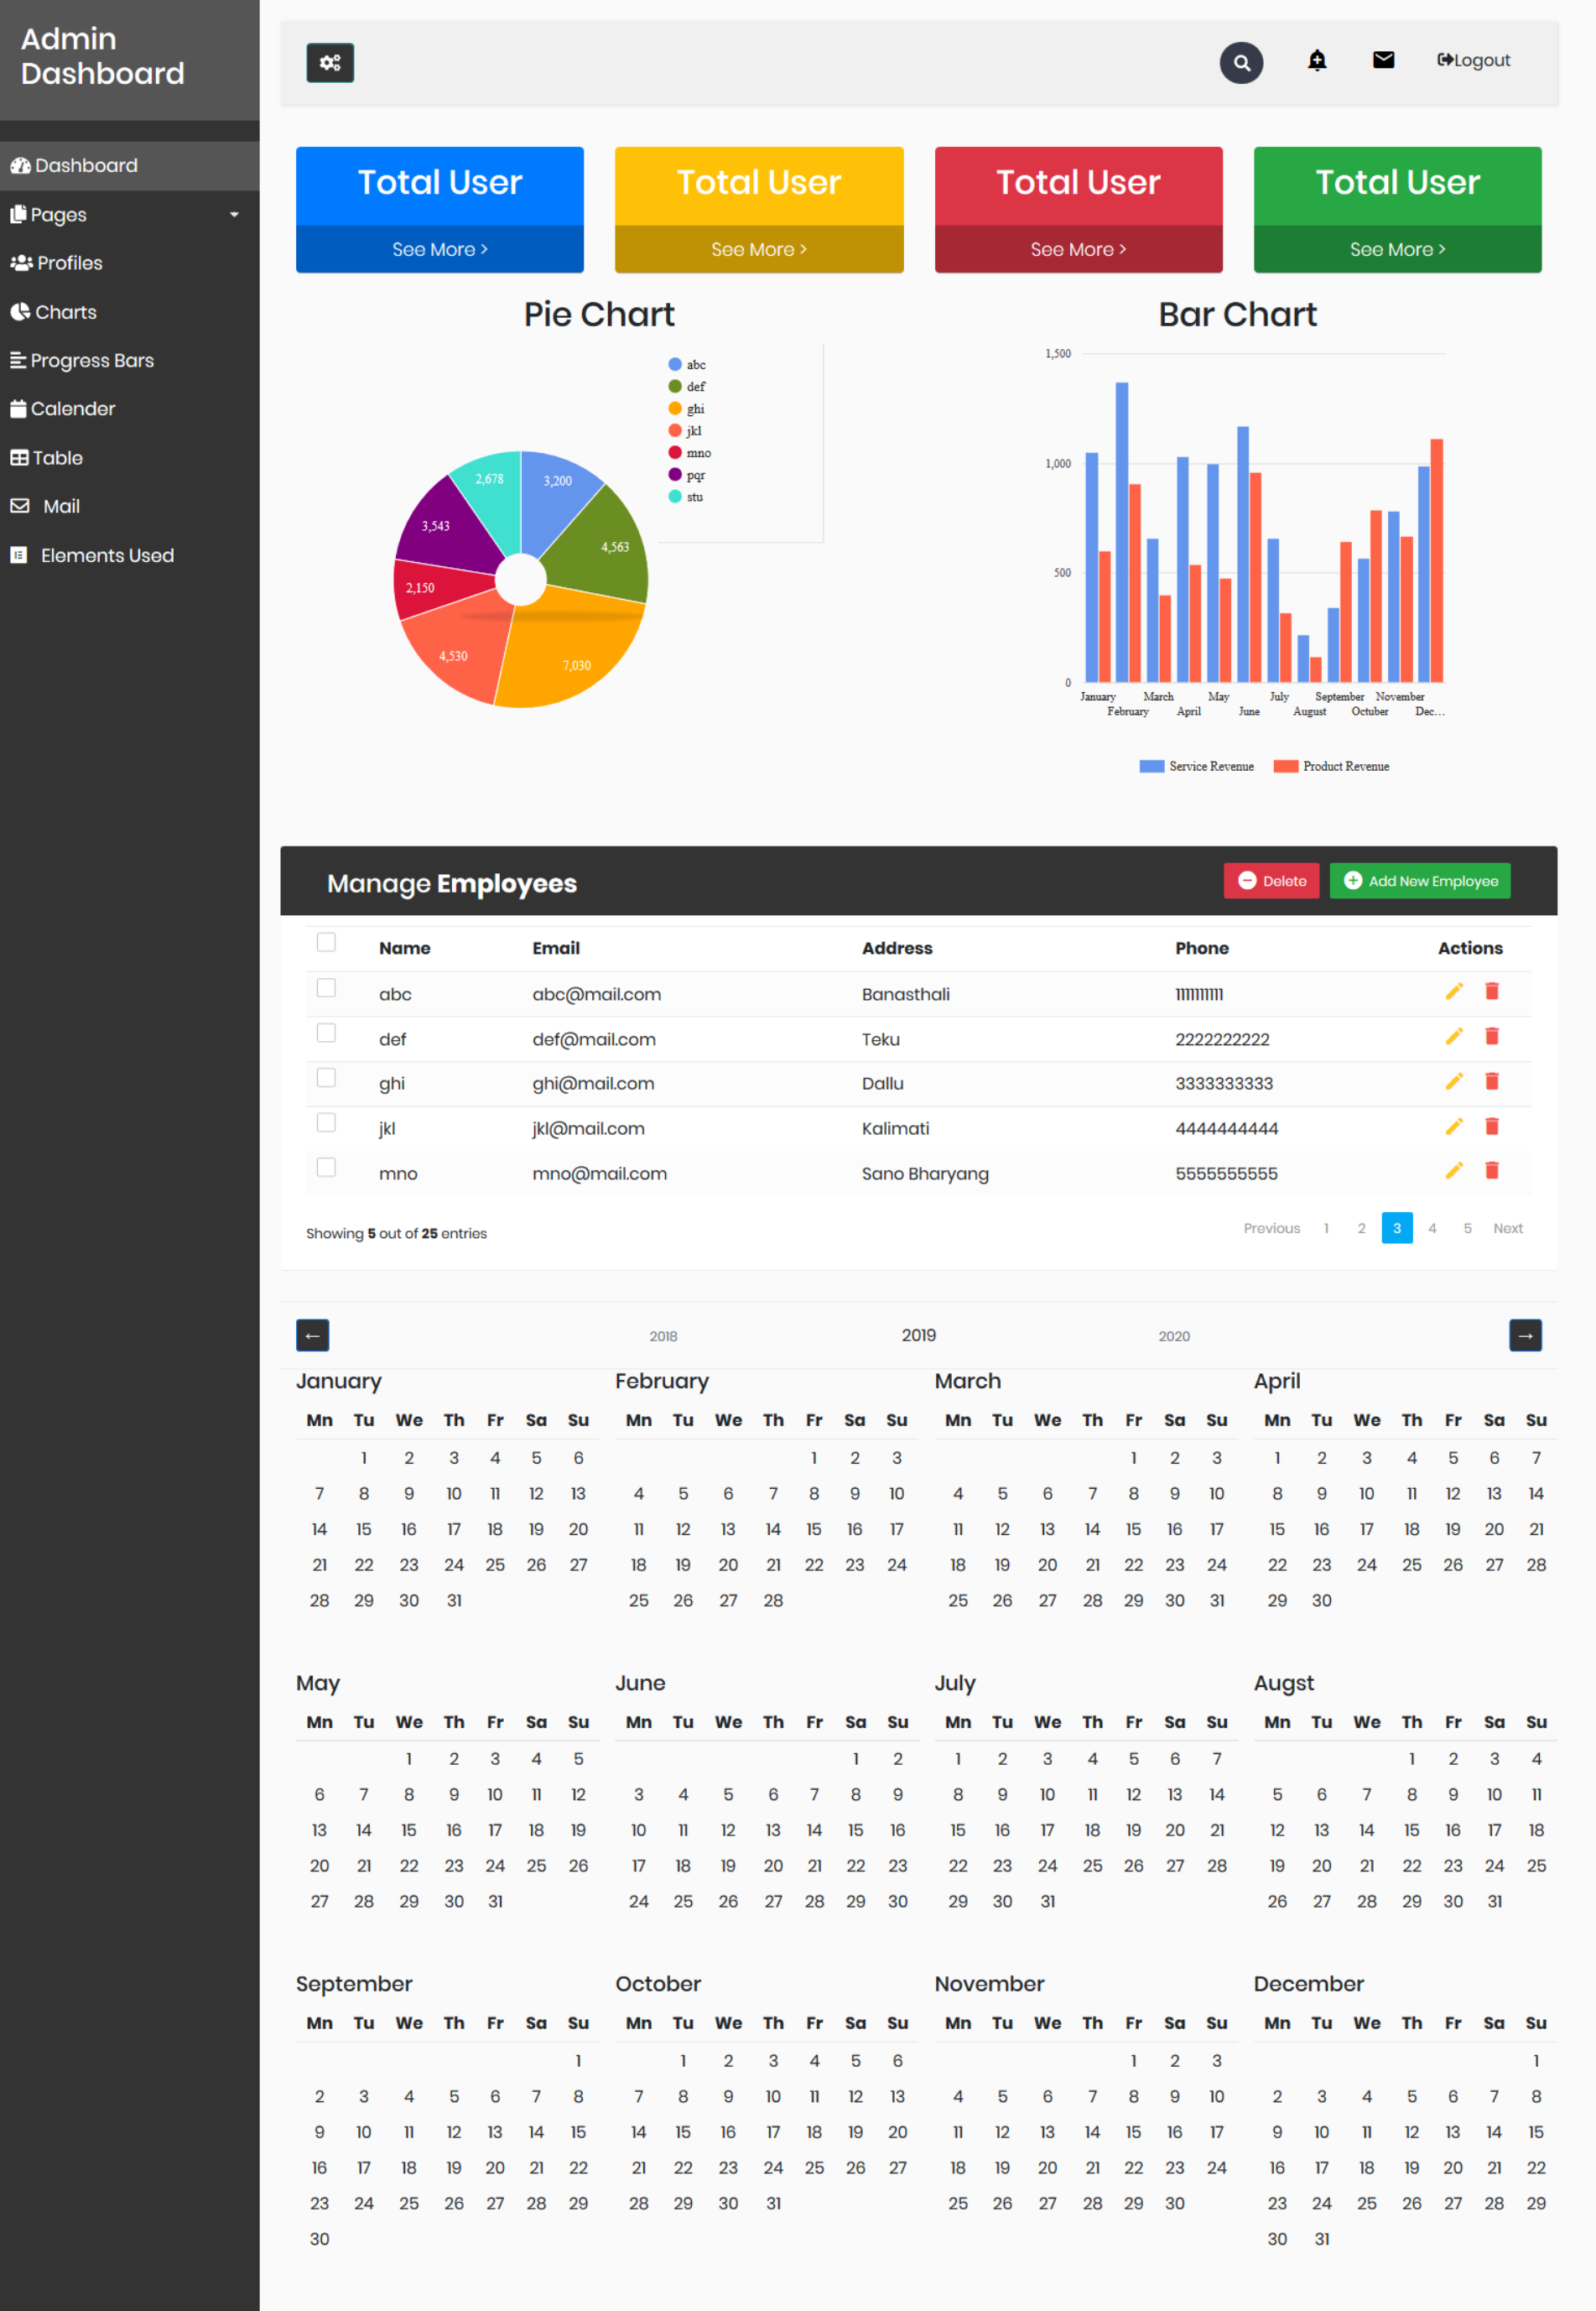 Admin
Dashboard
Logout
Dashboard
Pages
Profiles
Charts
Progress Bars
Calender
Table
Mail
Elements Used
Total User
See More >
Total User
See More >
Total User
See More >
Total User
See More >
Pie Chart
abc
def
ghi
jkl
mno
pqr
stu
2,678
3,200
3,543
4,563
2,150
4,530
7,030
Bar Chart
1,500
1,000
500
0
January March May July September November
February April June August Octuber Dec...
Service Revenue Product Revenue
Manage Employees
Delete
Add New Employee
Name Email Address Phone Actions
abc abc@mail.com Banasthali 1111111111
def def@mail.com Teku 2222222222
ghi ghi@mail.com Dallu 3333333333
jkl jkl@mail.com Kalimati 4444444444
mno mno@mail.com Sano Bharyang 5555555555
Showing 5 out of 25 entries
Previous 1 2 3 4 5 Next
← 2018 2019 2020 →
January
Mn Tu We Th Fr Sa Su
1 2 3 4 5 6
7 8 9 10 11 12 13
14 15 16 17 18 19 20
21 22 23 24 25 26 27
28 29 30 31
February
Mn Tu We Th Fr Sa Su
1 2 3
4 5 6 7 8 9 10
11 12 13 14 15 16 17
18 19 20 21 22 23 24
25 26 27 28
March
Mn Tu We Th Fr Sa Su
1 2 3
4 5 6 7 8 9 10
11 12 13 14 15 16 17
18 19 20 21 22 23 24
25 26 27 28 29 30 31
April
Mn Tu We Th Fr Sa Su
1 2 3 4 5 6 7
8 9 10 11 12 13 14
15 16 17 18 19 20 21
22 23 24 25 26 27 28
29 30
May
Mn Tu We Th Fr Sa Su
1 2 3 4 5
6 7 8 9 10 11 12
13 14 15 16 17 18 19
20 21 22 23 24 25 26
27 28 29 30 31
June
Mn Tu We Th Fr Sa Su
1 2
3 4 5 6 7 8 9
10 11 12 13 14 15 16
17 18 19 20 21 22 23
24 25 26 27 28 29 30
July
Mn Tu We Th Fr Sa Su
1 2 3 4 5 6 7
8 9 10 11 12 13 14
15 16 17 18 19 20 21
22 23 24 25 26 27 28
29 30 31
Augst
Mn Tu We Th Fr Sa Su
1 2 3 4
5 6 7 8 9 10 11
12 13 14 15 16 17 18
19 20 21 22 23 24 25
26 27 28 29 30 31
September
Mn Tu We Th Fr Sa Su
1
2 3 4 5 6 7 8
9 10 11 12 13 14 15
16 17 18 19 20 21 22
23 24 25 26 27 28 29
30
October
Mn Tu We Th Fr Sa Su
1 2 3 4 5 6
7 8 9 10 11 12 13
14 15 16 17 18 19 20
21 22 23 24 25 26 27
28 29 30 31
November
Mn Tu We Th Fr Sa Su
1 2 3
4 5 6 7 8 9 10
11 12 13 14 15 16 17
18 19 20 21 22 23 24
25 26 27 28 29 30
December
Mn Tu We Th Fr Sa Su
1
2 3 4 5 6 7 8
9 10 11 12 13 14 15
16 17 18 19 20 21 22
23 24 25 26 27 28 29
30 31